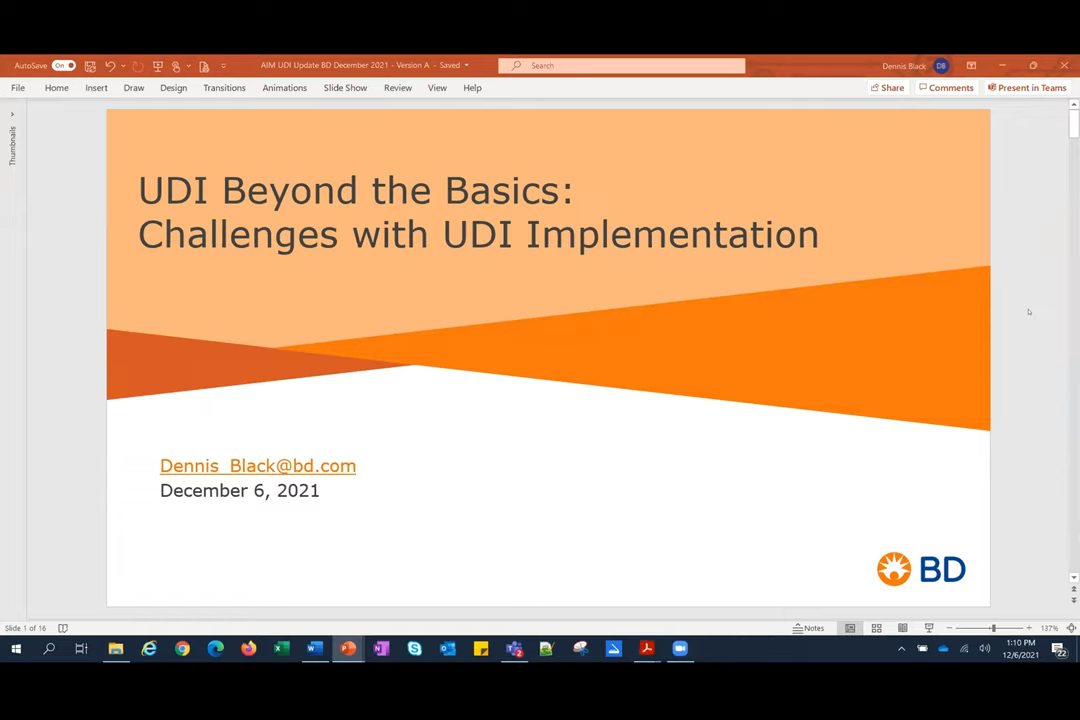 AutoSave On
AIM UDI Update BD December 2021 - Version A - Saved
Search
Dennis Black DB
File Home Insert Draw Design Transitions Animations Slide Show Review View Help
Share Comments Present in Teams
Thumbnails
UDI Beyond the Basics:
Challenges with UDI Implementation
Dennis_Black@bd.com
December 6, 2021
BD
Slide 1 of 16
Notes
137%
1:10 PM
12/6/2021
22